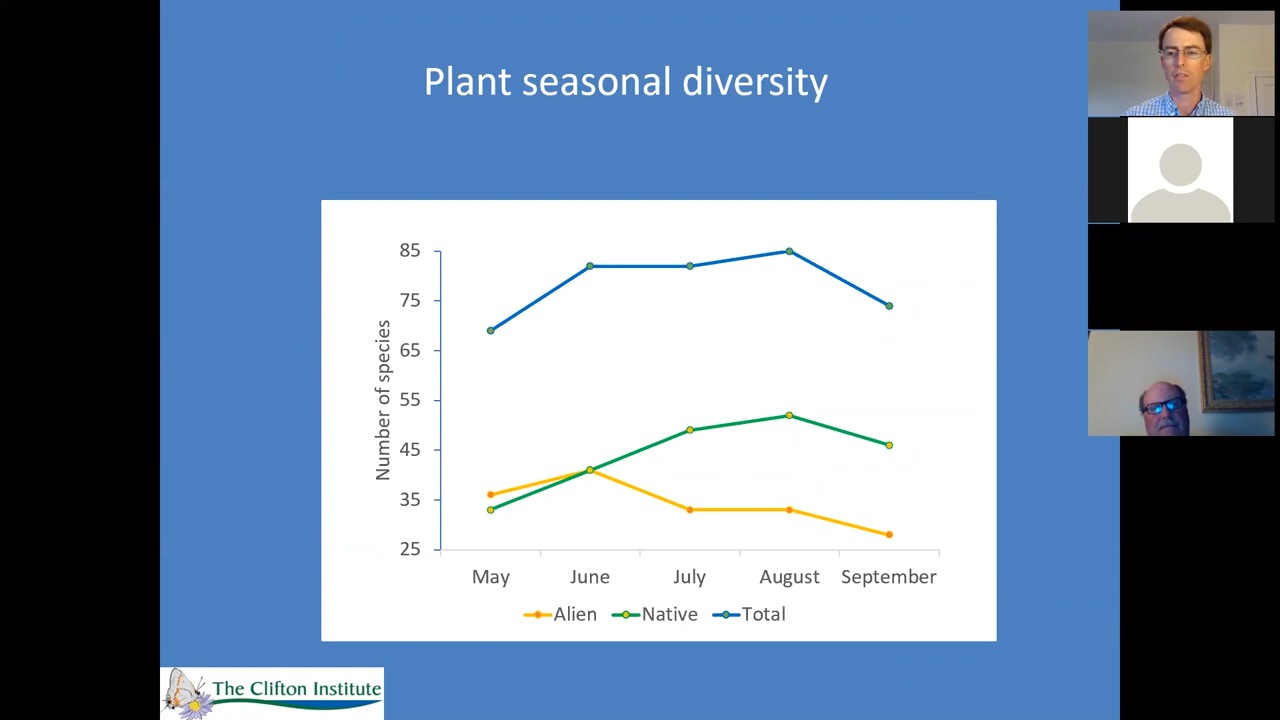 Plant seasonal diversity
85
75
65
55
45
35
25
Number of species
May June July August September
Alien Native Total
The Clifton Institute